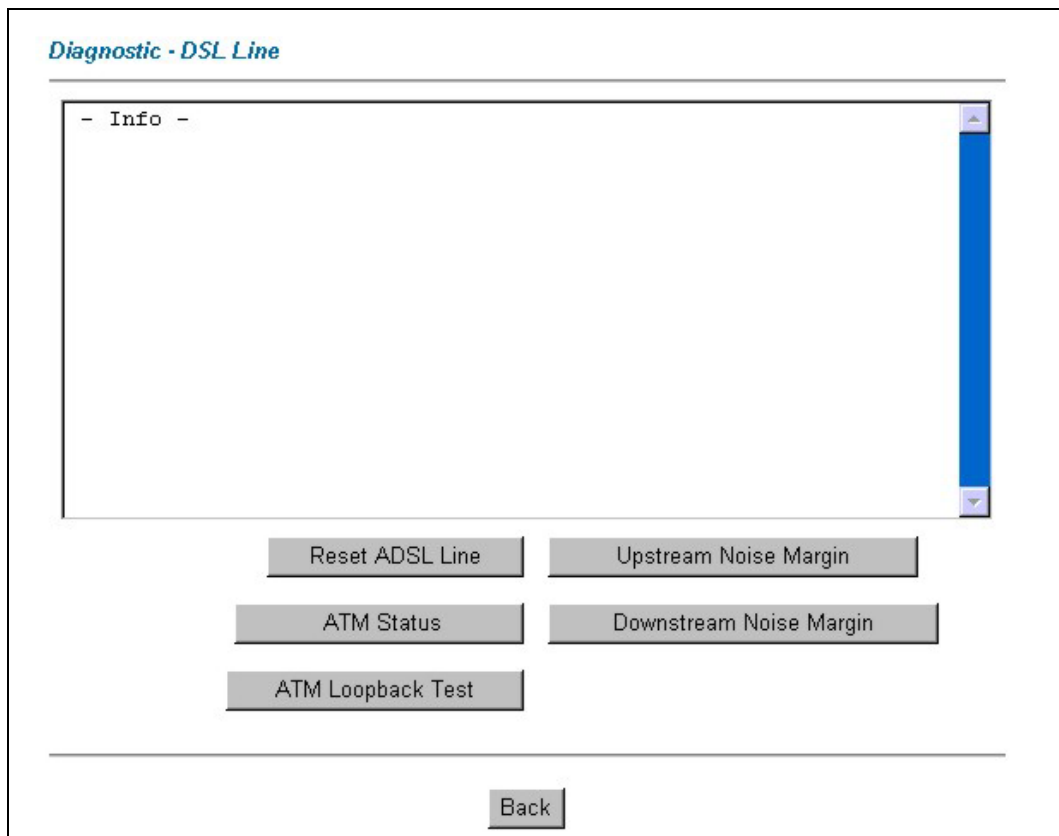 Diagnostic - DSL Line
- Info -
Reset ADSL Line
Upstream Noise Margin
ATM Status
Downstream Noise Margin
ATM Loopback Test
Back